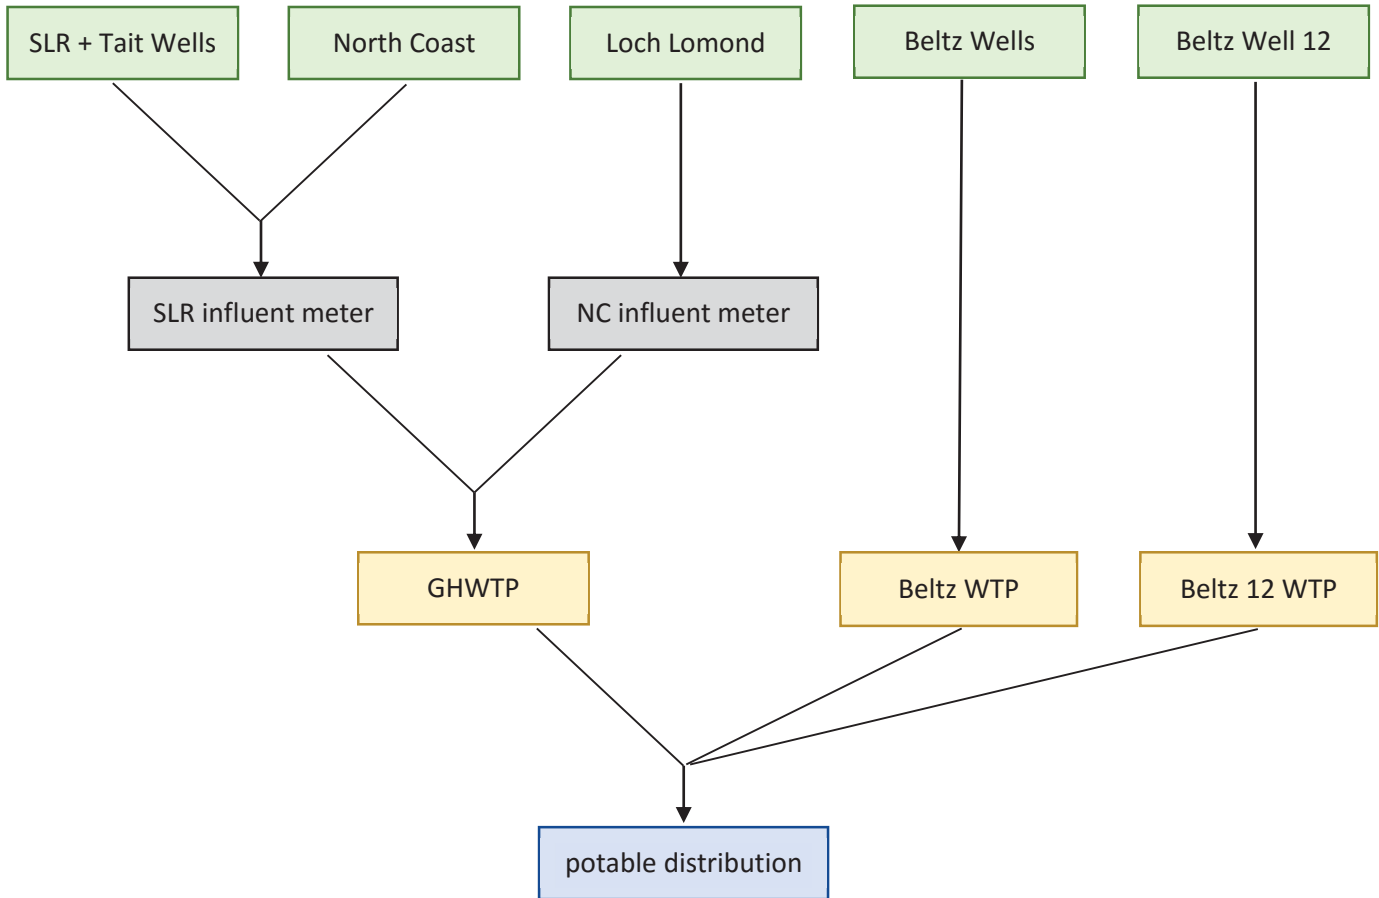 SLR + Tait Wells
North Coast
Loch Lomond
Beltz Wells
Beltz Well 12
SLR influent meter
NC influent meter
GHWTP
Beltz WTP
Beltz 12 WTP
potable distribution